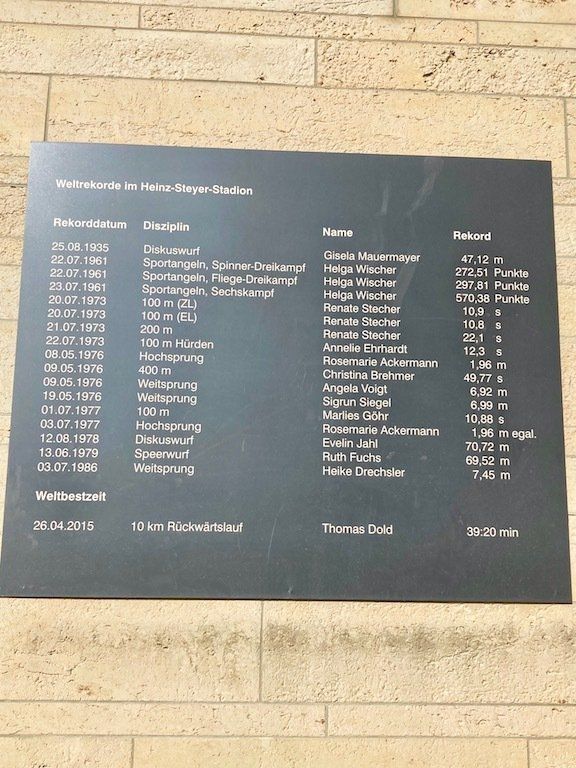 Weltrekorde im Heinz-Steyer-Stadion
Rekorddatum Disziplin Name Rekord
25.08.1935 Diskuswurf Gisela Mauermayer 47,12 m
22.07.1961 Sportangeln, Spinner-Dreikampf Helga Wischer 272,51 Punkte
22.07.1961 Sportangeln, Fliege-Dreikampf Helga Wischer 297,81 Punkte
23.07.1961 Sportangeln, Sechskampf Helga Wischer 570,38 Punkte
20.07.1973 100 m (ZL) Renate Stecher 10,9 s
20.07.1973 100 m (EL) Renate Stecher 10,8 s
21.07.1973 200 m Renate Stecher 22,1 s
22.07.1973 100 m Hürden Annelie Ehrhardt 12,3 s
08.05.1976 Hochsprung Rosemarie Ackermann 1,96 m
09.05.1976 400 m Christina Brehmer 49,77 s
09.05.1976 Weitsprung Angela Voigt 6,92 m
19.05.1976 Weitsprung Sigrun Siegel 6,99 m
01.07.1977 100 m Marlies Göhr 10,88 s
03.07.1977 Hochsprung Rosemarie Ackermann 1,96 m egal.
12.08.1978 Diskuswurf Evelin Jahl 70,72 m
13.06.1979 Speerwurf Ruth Fuchs 69,52 m
03.07.1986 Weitsprung Heike Drechsler 7,45 m
Weltbestzeit
26.04.2015 10 km Rückwärtslauf Thomas Dold 39:20 min